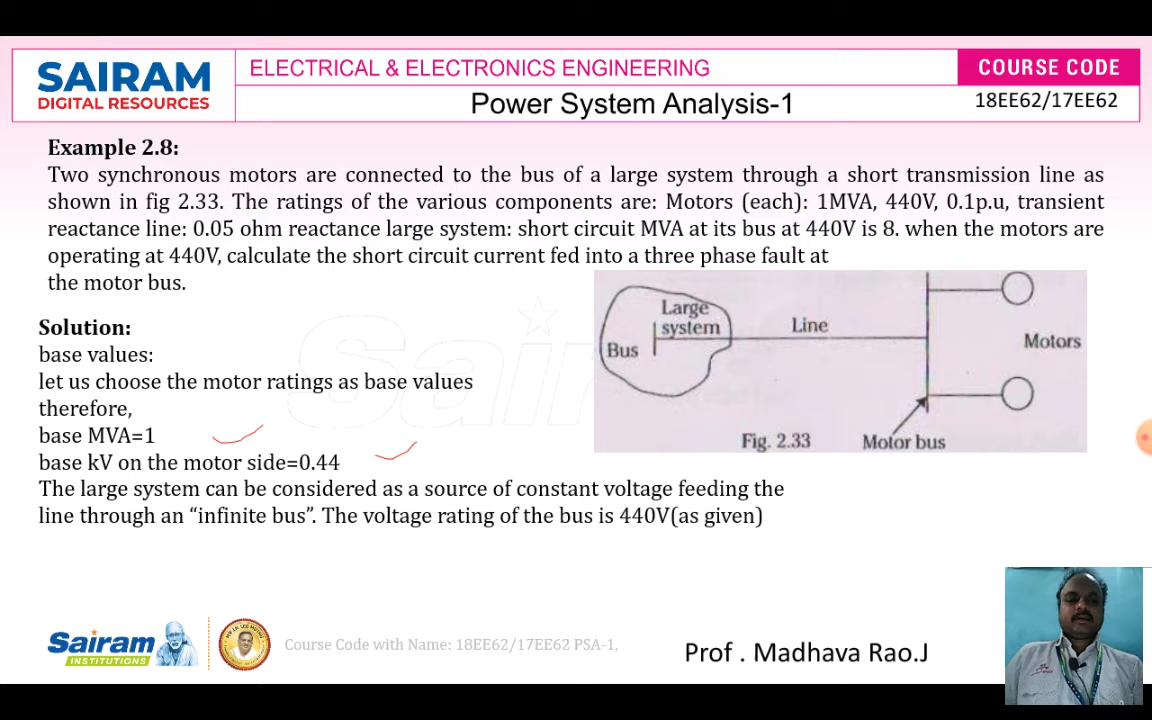 SAIRAM
DIGITAL RESOURCES
ELECTRICAL & ELECTRONICS ENGINEERING
Power System Analysis-1
COURSE CODE
18EE62/17EE62
Example 2.8:
Two synchronous motors are connected to the bus of a large system through a short transmission line as
shown in fig 2.33. The ratings of the various components are: Motors (each): 1MVA, 440V, 0.1p.u, transient
reactance line: 0.05 ohm reactance large system: short circuit MVA at its bus at 440V is 8. when the motors are
operating at 440V, calculate the short circuit current fed into a three phase fault at
the motor bus.
Large
system
Bus
Line
Motors
Fig. 2.33
Motor bus
Solution:
base values:
let us choose the motor ratings as base values
therefore,
base MVA=1
base kV on the motor side=0.44
The large system can be considered as a source of constant voltage feeding the
line through an “infinite bus”. The voltage rating of the bus is 440V(as given)
Sairam
INSTITUTIONS
Course Code with Name: 18EE62/17EE62 PSA-1,
Prof . Madhava Rao.J